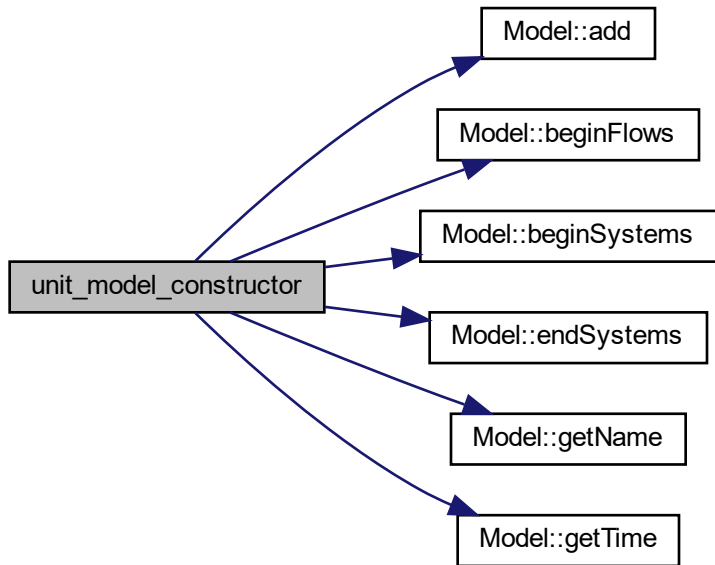 Model::add
Model::beginFlows
Model::beginSystems
unit_model_constructor
Model::endSystems
Model::getName
Model::getTime